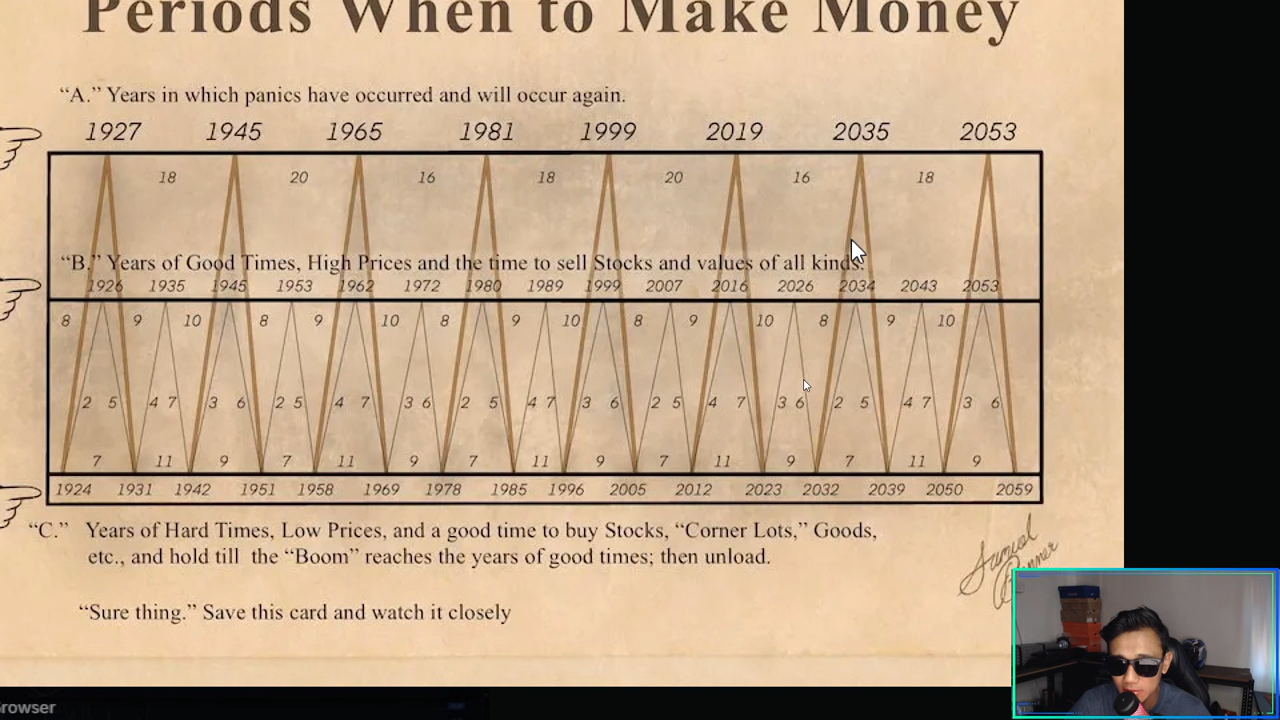 Periods When to Make Money
“A.” Years in which panics have occurred and will occur again.
1927 1945 1965 1981 1999 2019 2035 2053
18 20 16 18 20 16 18
“B.” Years of Good Times, High Prices and the time to sell Stocks and values of all kinds.
1926 1935 1945 1953 1962 1972 1980 1989 1999 2007 2016 2026 2034 2043 2053
8 9 10 8 9 10 8 9 10 8 9 10 8 9 10
2 5 4 7 3 6 2 5 4 7 3 6 2 5 4 7 3 6 2 5 4 7 3 6 2 5 4 7 3 6
7 11 9 7 11 9 7 11 9 7 11 9 7 11 9
1924 1931 1942 1951 1958 1969 1978 1985 1996 2005 2012 2023 2032 2039 2050 2059
“C.” Years of Hard Times, Low Prices, and a good time to buy Stocks, “Corner Lots,” Goods,
etc., and hold till the “Boom” reaches the years of good times; then unload.
Samuel
Benner
“Sure thing.” Save this card and watch it closely
rowser